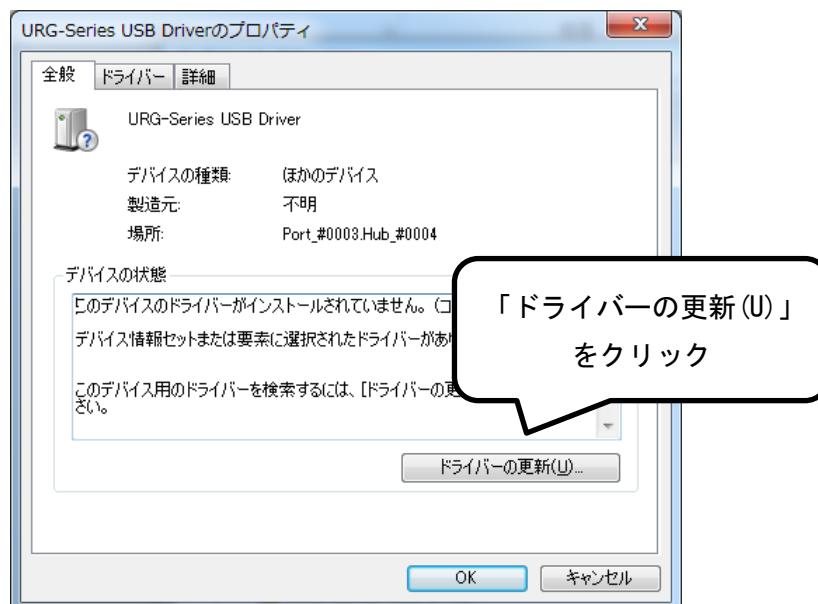 URG-Series USB Driverのプロパティ
全般 ドライバー 詳細
URG-Series USB Driver
デバイスの種類: ほかのデバイス
製造元: 不明
場所: Port_#0003.Hub_#0004
デバイスの状態
このデバイスのドライバーがインストールされていません。(コ
デバイス情報セットまたは要素に選択されたドライバーがあ
このデバイス用のドライバーを検索するには、[ドライバーの更
さい。
「ドライバーの更新(U)」
をクリック
ドライバーの更新(U)...
OK キャンセル